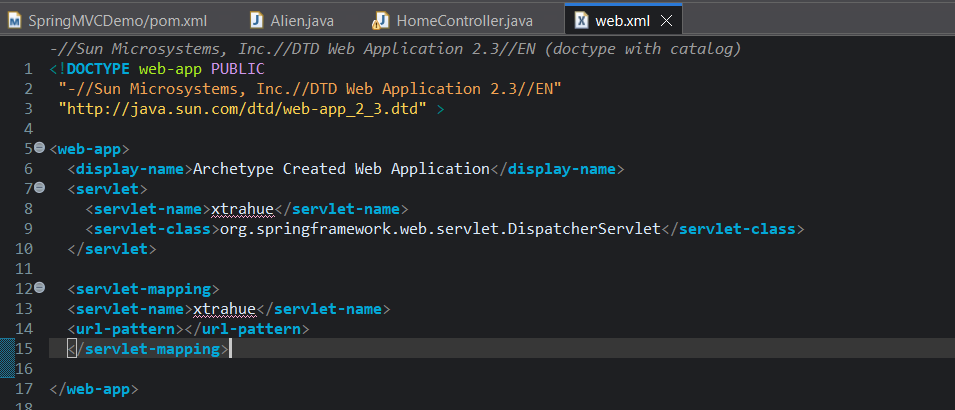 SpringMVCDemo/pom.xml Alien.java HomeController.java web.xml
-//Sun Microsystems, Inc.//DTD Web Application 2.3//EN (doctype with catalog)
1 <!DOCTYPE web-app PUBLIC
2 "-//Sun Microsystems, Inc.//DTD Web Application 2.3//EN"
3 "http://java.sun.com/dtd/web-app_2_3.dtd" >
4
5 <web-app>
6 <display-name>Archetype Created Web Application</display-name>
7 <servlet>
8 <servlet-name>xtrahue</servlet-name>
9 <servlet-class>org.springframework.web.servlet.DispatcherServlet</servlet-class>
10 </servlet>
11
12 <servlet-mapping>
13 <servlet-name>xtrahue</servlet-name>
14 <url-pattern></url-pattern>
15 </servlet-mapping>
16
17 </web-app>
18